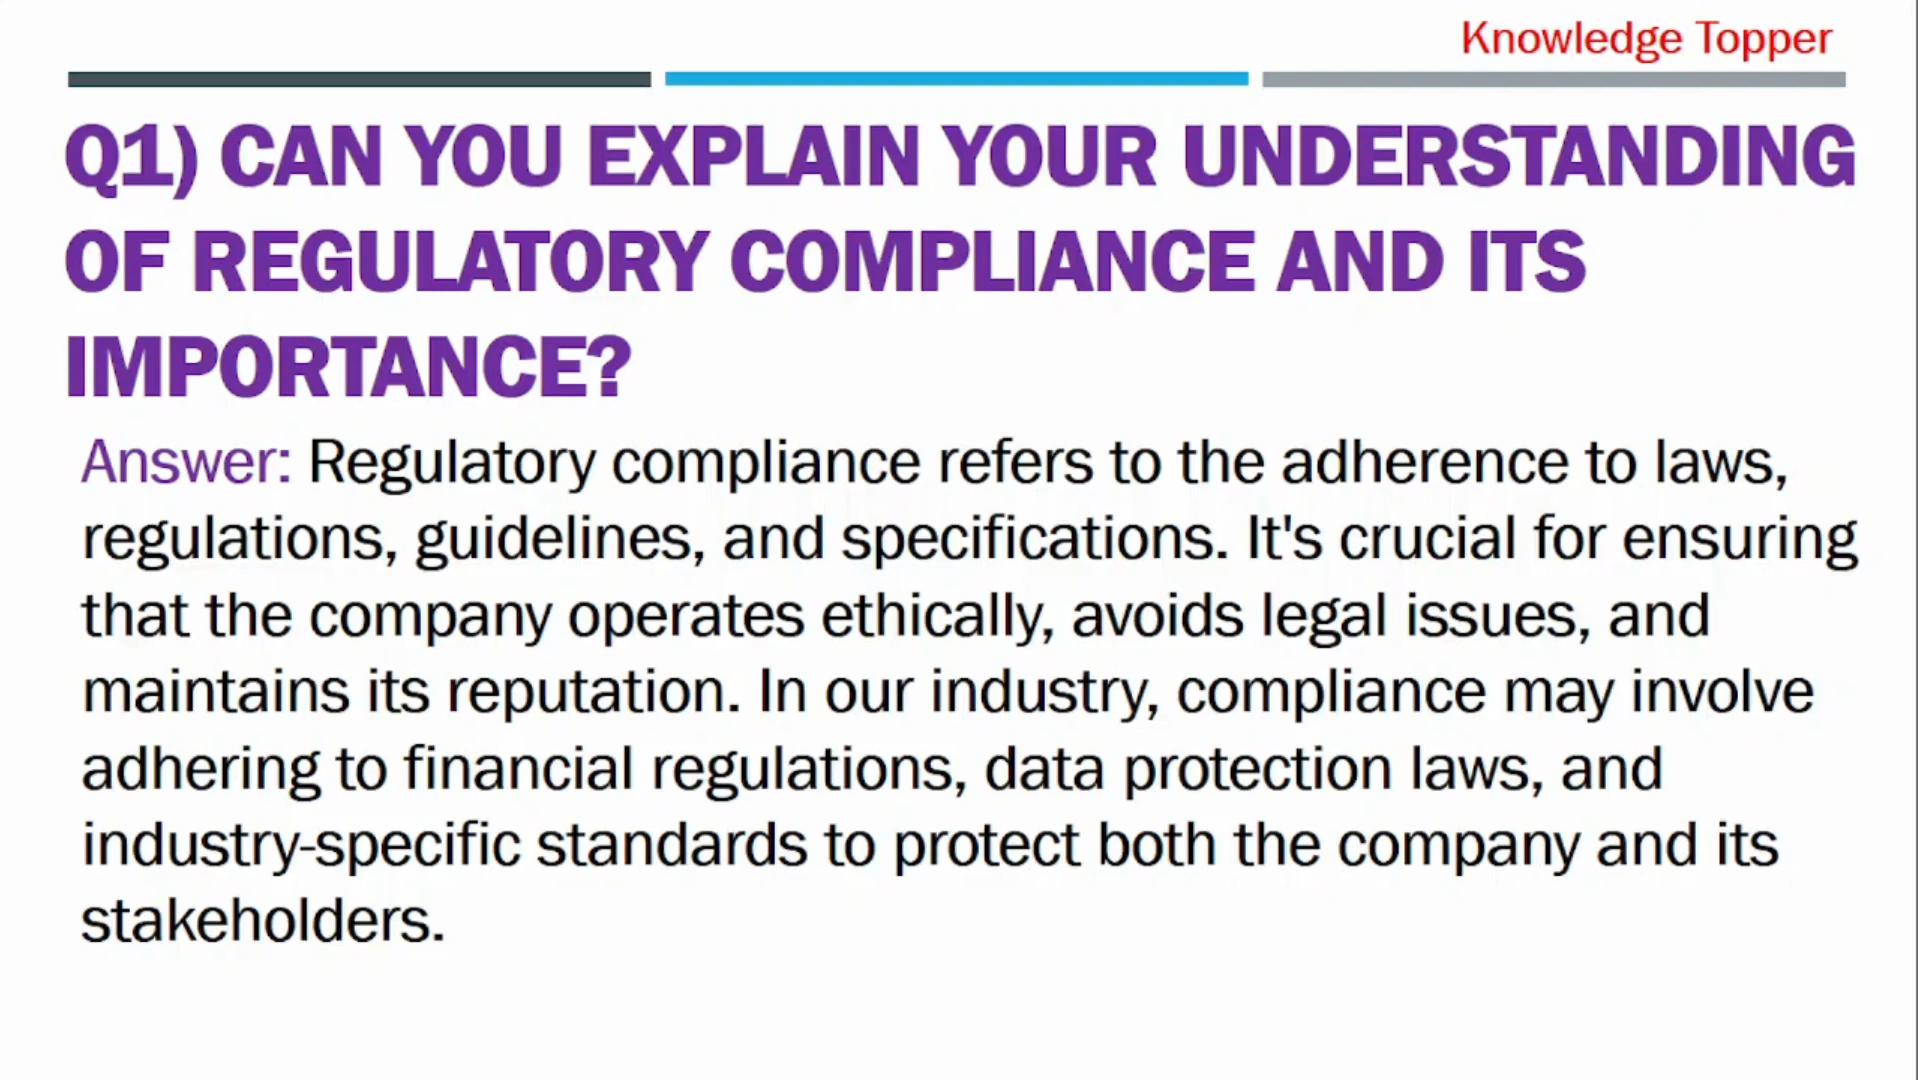 Knowledge Topper
Q1) CAN YOU EXPLAIN YOUR UNDERSTANDING
OF REGULATORY COMPLIANCE AND ITS
IMPORTANCE?
Answer: Regulatory compliance refers to the adherence to laws,
regulations, guidelines, and specifications. It's crucial for ensuring
that the company operates ethically, avoids legal issues, and
maintains its reputation. In our industry, compliance may involve
adhering to financial regulations, data protection laws, and
industry-specific standards to protect both the company and its
stakeholders.